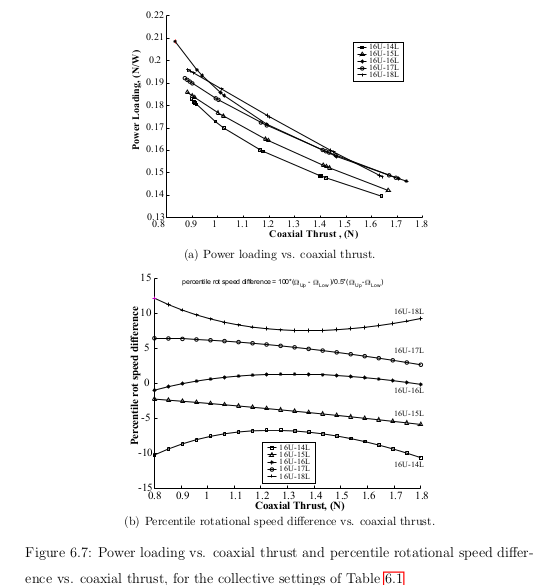 0.22
0.21
0.2
0.19
0.18
0.17
0.16
0.15
0.14
0.13
Power Loading, (N/W)
16U-14L
16U-15L
16U-16L
16U-17L
16U-18L
0.8 0.9 1 1.1 1.2 1.3 1.4 1.5 1.6 1.7 1.8
Coaxial Thrust , (N)
(a) Power loading vs. coaxial thrust.
15
10
5
0
-5
-10
-15
Percentile rot speed difference
percentile rot speed difference = 100*(Ω_Up - Ω_Low)/0.5*(Ω_Up-Ω_Low)
16U-18L
16U-17L
16U-16L
16U-15L
16U-14L
16U-14L
16U-15L
16U-16L
16U-17L
16U-18L
0.8 0.9 1 1.1 1.2 1.3 1.4 1.5 1.6 1.7 1.8
Coaxial Thrust, (N)
(b) Percentile rotational speed difference vs. coaxial thrust.
Figure 6.7: Power loading vs. coaxial thrust and percentile rotational speed differ-
ence vs. coaxial thrust, for the collective settings of Table 6.1